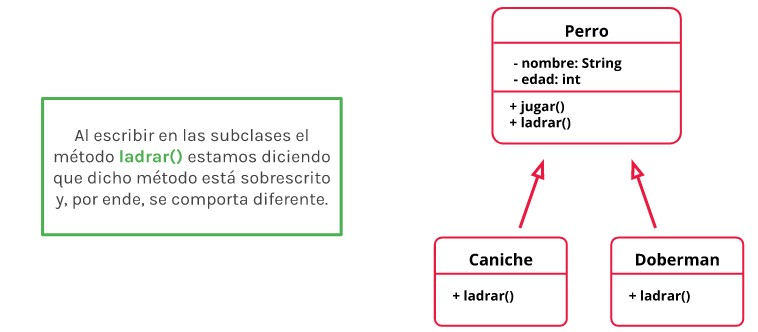 Al escribir en las subclases el
método ladrar() estamos diciendo
que dicho método está sobrescrito
y, por ende, se comporta diferente.
Perro
- nombre: String
- edad: int
+ jugar()
+ ladrar()
Caniche
+ ladrar()
Doberman
+ ladrar()